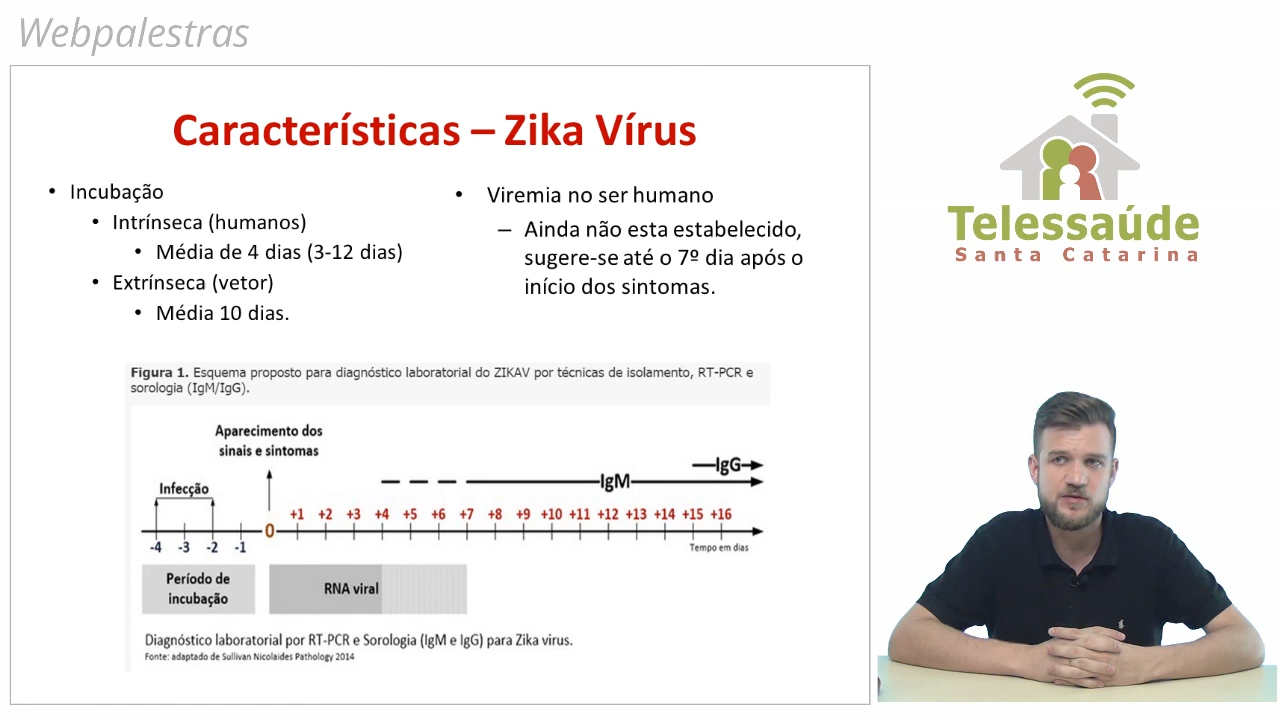 Webpalestras
Características – Zika Vírus
• Incubação
• Intrínseca (humanos)
• Média de 4 dias (3-12 dias)
• Extrínseca (vetor)
• Média 10 dias.
• Viremia no ser humano
– Ainda não esta estabelecido,
sugere-se até o 7º dia após o
início dos sintomas.
Figura 1. Esquema proposto para diagnóstico laboratorial do ZIKAV por técnicas de isolamento, RT-PCR e
sorologia (IgM/IgG).
Aparecimento dos
sinais e sintomas
Infecção
IgG
IgM
+1 +2 +3 +4 +5 +6 +7 +8 +9 +10 +11 +12 +13 +14 +15 +16
0
-4 -3 -2 -1
Tempo em dias
Período de
incubação
RNA viral
Diagnóstico laboratorial por RT-PCR e Sorologia (IgM e IgG) para Zika virus.
Fonte: adaptado de Sullivan Nicolaides Pathology 2014
Telessaúde
Santa Catarina